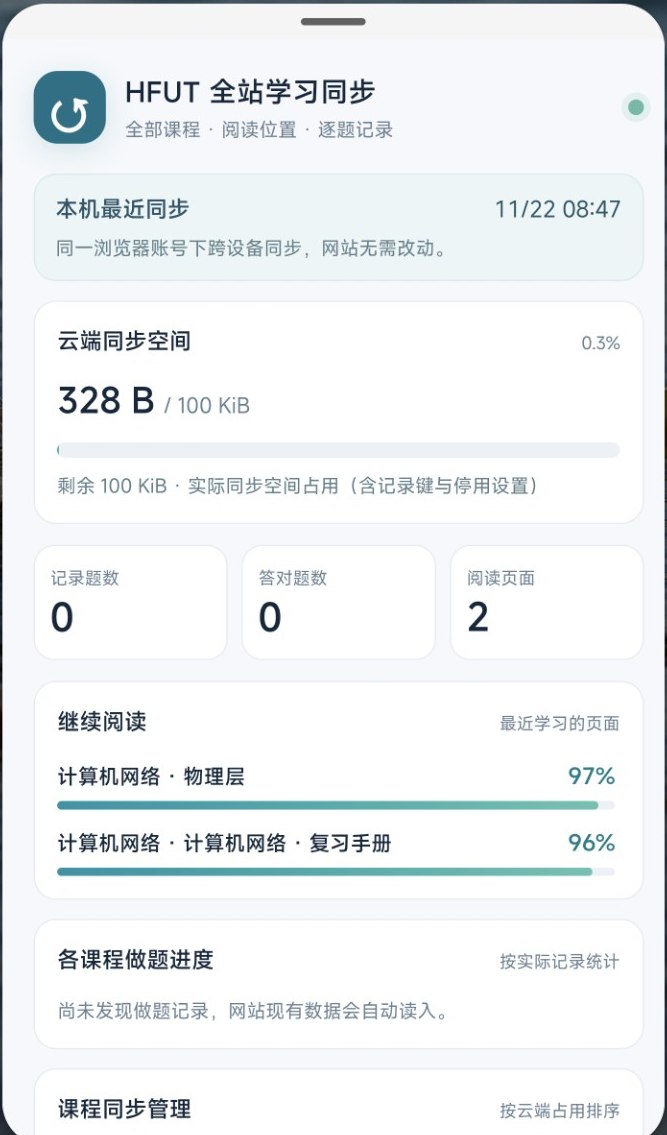 HFUT 全站学习同步
全部课程 · 阅读位置 · 逐题记录
本机最近同步 11/22 08:47
同一浏览器账号下跨设备同步，网站无需改动。
云端同步空间 0.3%
328 B / 100 KiB
剩余 100 KiB · 实际同步空间占用（含记录键与停用设置）
记录题数 答对题数 阅读页面
0 0 2
继续阅读 最近学习的页面
计算机网络 · 物理层 97%
计算机网络 · 计算机网络 · 复习手册 96%
各课程做题进度 按实际记录统计
尚未发现做题记录，网站现有数据会自动读入。
课程同步管理 按云端占用排序